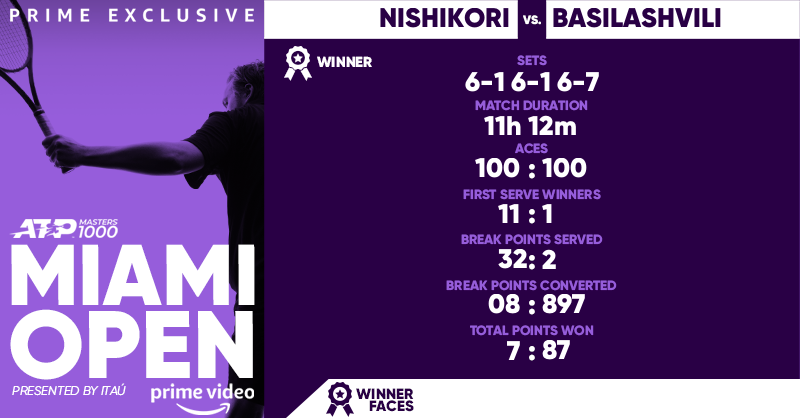 PRIME EXCLUSIVE
ATP MASTERS 1000
MIAMI
OPEN
PRESENTED BY ITAÚ
prime video
NISHIKORI vs. BASILASHVILI
WINNER
SETS
6-1 6-1 6-7
MATCH DURATION
11h 12m
ACES
100 : 100
FIRST SERVE WINNERS
11 : 1
BREAK POINTS SERVED
32 : 2
BREAK POINTS CONVERTED
08 : 897
TOTAL POINTS WON
7 : 87
WINNER
FACES